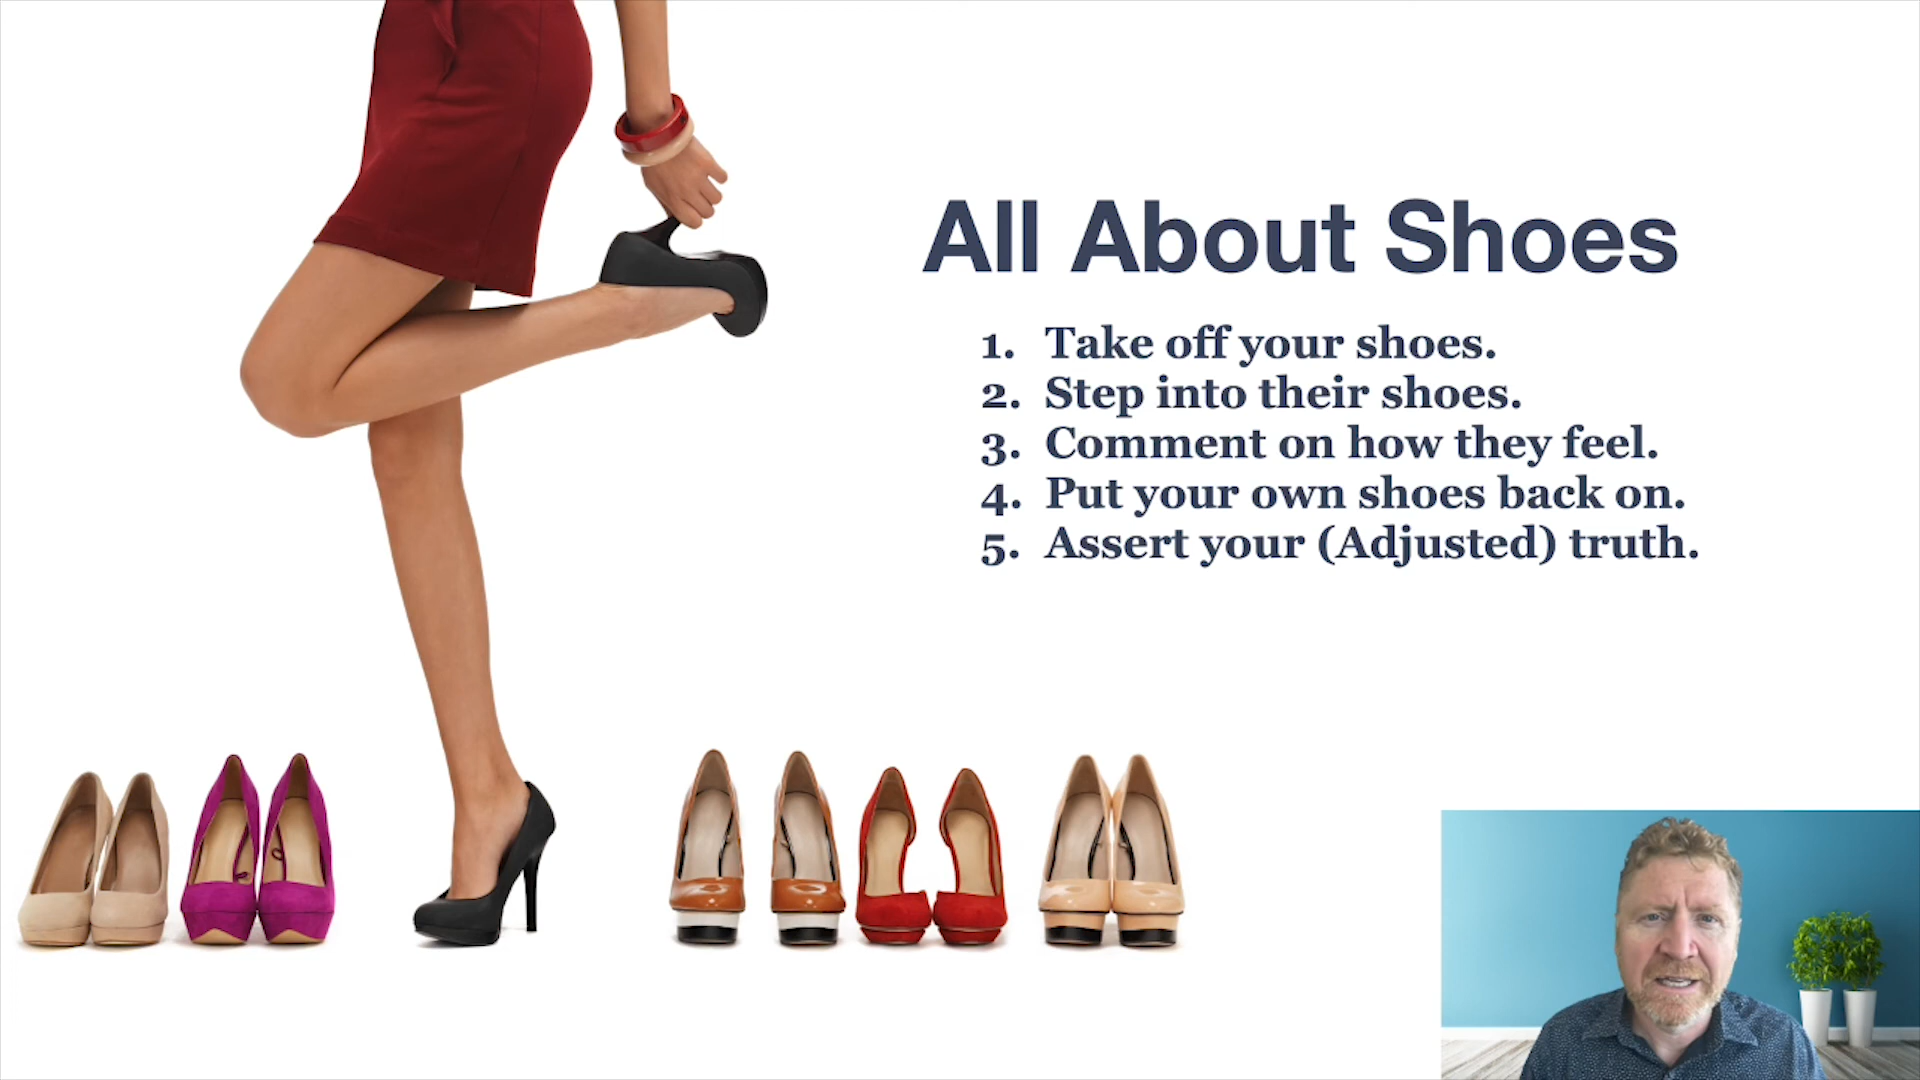 All About Shoes
1. Take off your shoes.
2. Step into their shoes.
3. Comment on how they feel.
4. Put your own shoes back on.
5. Assert your (Adjusted) truth.